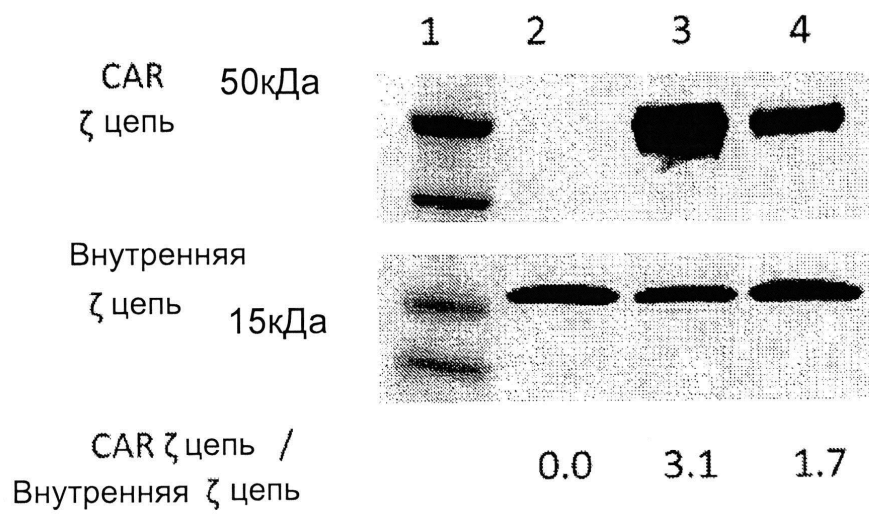 1 2 3 4
CAR 50кДа
ζ цепь
Внутренняя
ζ цепь 15кДа
CAR ζ цепь /
Внутренняя ζ цепь 0.0 3.1 1.7